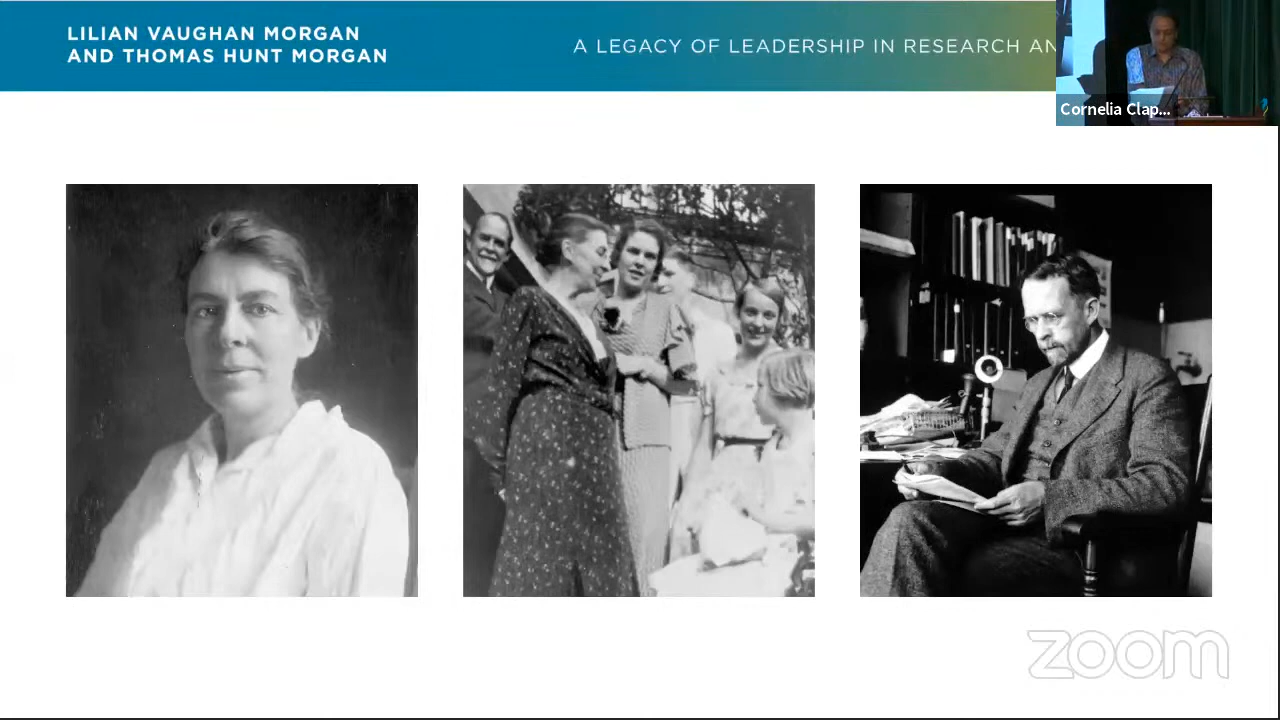 LILIAN VAUGHAN MORGAN
AND THOMAS HUNT MORGAN
A LEGACY OF LEADERSHIP IN RESEARCH AN
Cornelia Clap...
zoom